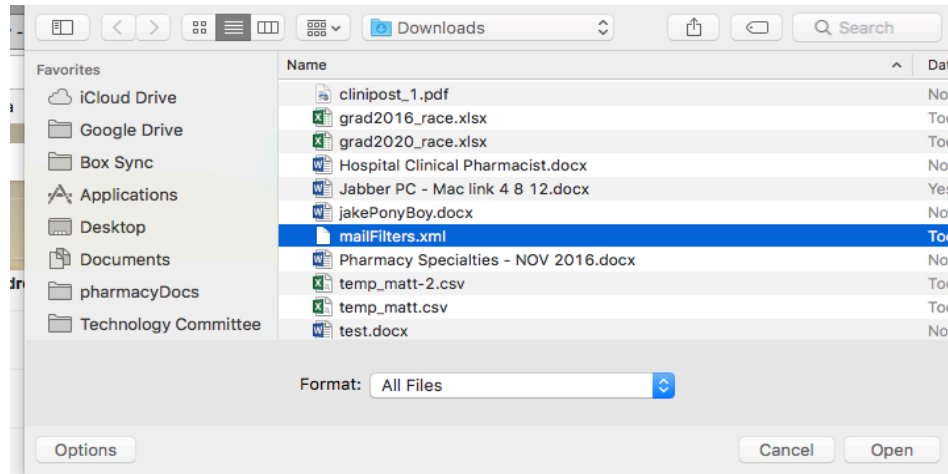 Downloads
Search
Favorites
iCloud Drive
Google Drive
Box Sync
Applications
Desktop
Documents
pharmacyDocs
Technology Committee
Name
clinipost_1.pdf
grad2016_race.xlsx
grad2020_race.xlsx
Hospital Clinical Pharmacist.docx
Jabber PC - Mac link 4 8 12.docx
jakePonyBoy.docx
mailFilters.xml
Pharmacy Specialties - NOV 2016.docx
temp_matt-2.csv
temp_matt.csv
test.docx
Format: All Files
Options
Cancel
Open